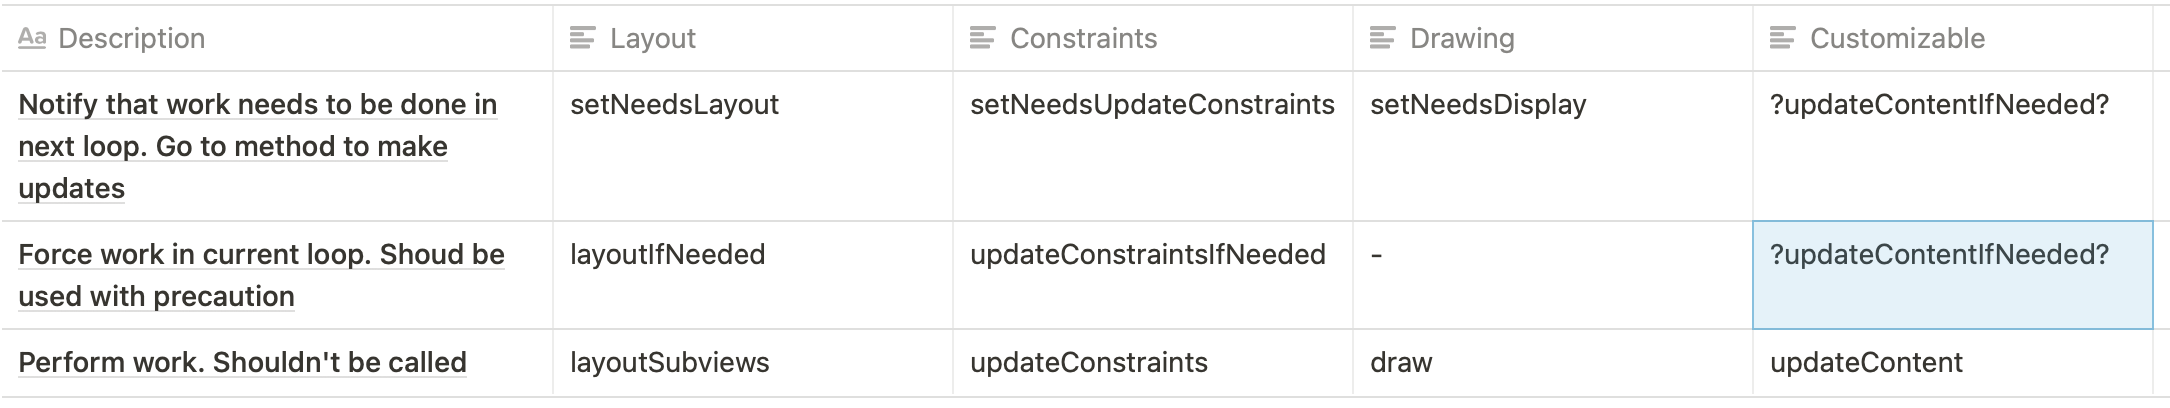 Aa Description Layout Constraints Drawing Customizable
Notify that work needs to be done in setNeedsLayout setNeedsUpdateConstraints setNeedsDisplay ?updateContentIfNeeded?
next loop. Go to method to make
updates
Force work in current loop. Shoud be layoutIfNeeded updateConstraintsIfNeeded - ?updateContentIfNeeded?
used with precaution
Perform work. Shouldn't be called layoutSubviews updateConstraints draw updateContent